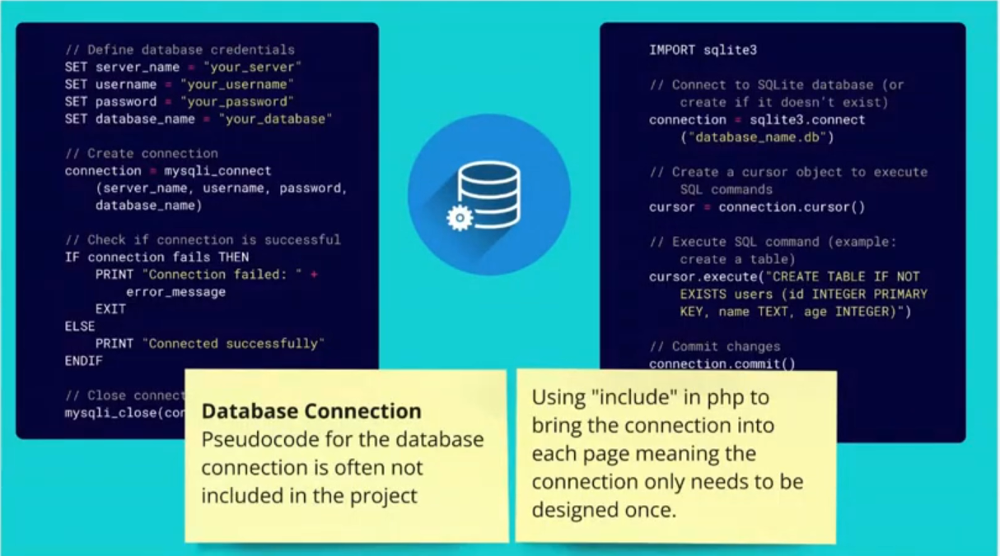 // Define database credentials
SET server_name = "your_server"
SET username = "your_username"
SET password = "your_password"
SET database_name = "your_database"
// Create connection
connection = mysqli_connect
(server_name, username, password,
database_name)
// Check if connection is successful
IF connection fails THEN
PRINT "Connection failed: " +
error_message
EXIT
ELSE
PRINT "Connected successfully"
ENDIF
// Close connect
mysqli_close(con
IMPORT sqlite3
// Connect to SQLite database (or
create if it doesn't exist)
connection = sqlite3.connect
("database_name.db")
// Create a cursor object to execute
SQL commands
cursor = connection.cursor()
// Execute SQL command (example:
create a table)
cursor.execute("CREATE TABLE IF NOT
EXISTS users (id INTEGER PRIMARY
KEY, name TEXT, age INTEGER)")
// Commit changes
connection.commit()
Database Connection
Pseudocode for the database
connection is often not
included in the project
Using "include" in php to
bring the connection into
each page meaning the
connection only needs to be
designed once.